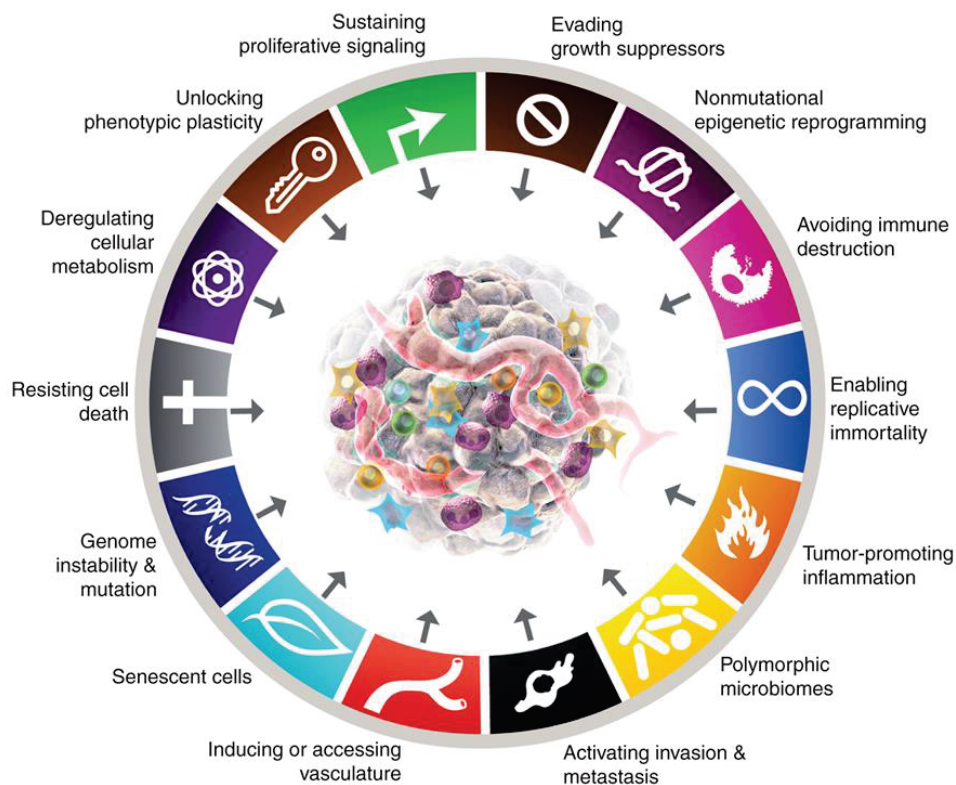 Sustaining
proliferative signaling
Evading
growth suppressors
Nonmutational
epigenetic reprogramming
Avoiding immune
destruction
Enabling
replicative
immortality
Tumor-promoting
inflammation
Polymorphic
microbiomes
Activating invasion &
metastasis
Inducing or accessing
vasculature
Senescent cells
Genome
instability &
mutation
Resisting cell
death
Deregulating
cellular
metabolism
Unlocking
phenotypic plasticity